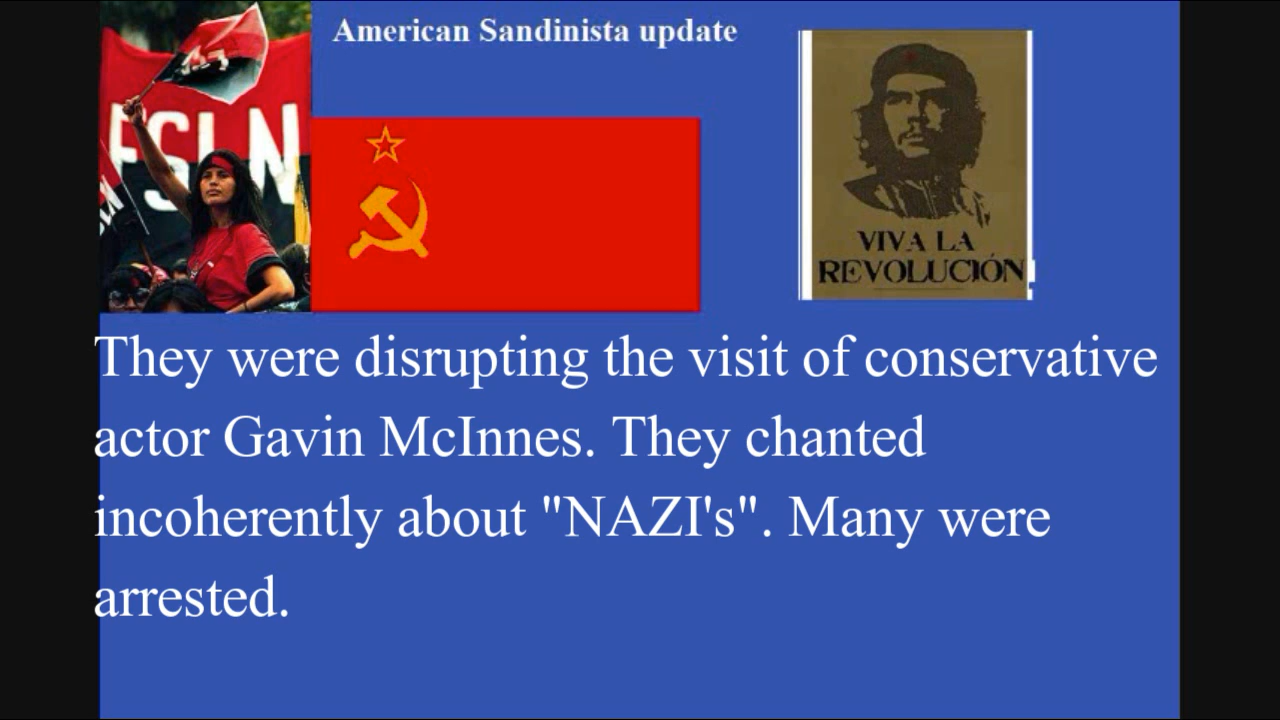 American Sandinista update
FSLN
VIVA LA
REVOLUCIÓN
They were disrupting the visit of conservative
actor Gavin McInnes. They chanted
incoherently about "NAZI's". Many were
arrested.